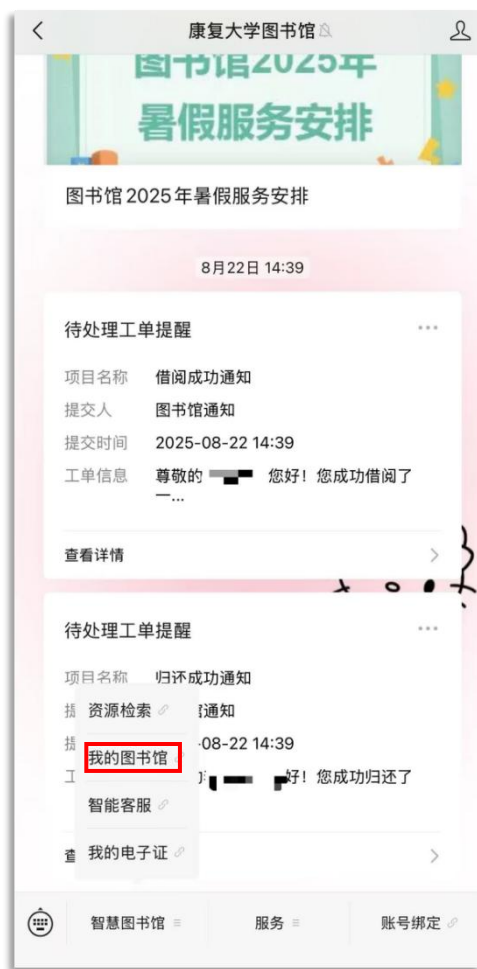 康复大学图书馆
图书馆2025年
暑假服务安排
图书馆2025年暑假服务安排
8月22日 14:39
待处理工单提醒
项目名称 借阅成功通知
提交人 图书馆通知
提交时间 2025-08-22 14:39
工单信息 尊敬的 您好！您成功借阅了
一...
查看详情
待处理工单提醒
项目名称 归还成功通知
提 通知
提 -08-22 14:39
工 好！您成功归还了
查
资源检索
我的图书馆
智能客服
我的电子证
智慧图书馆
服务
账号绑定